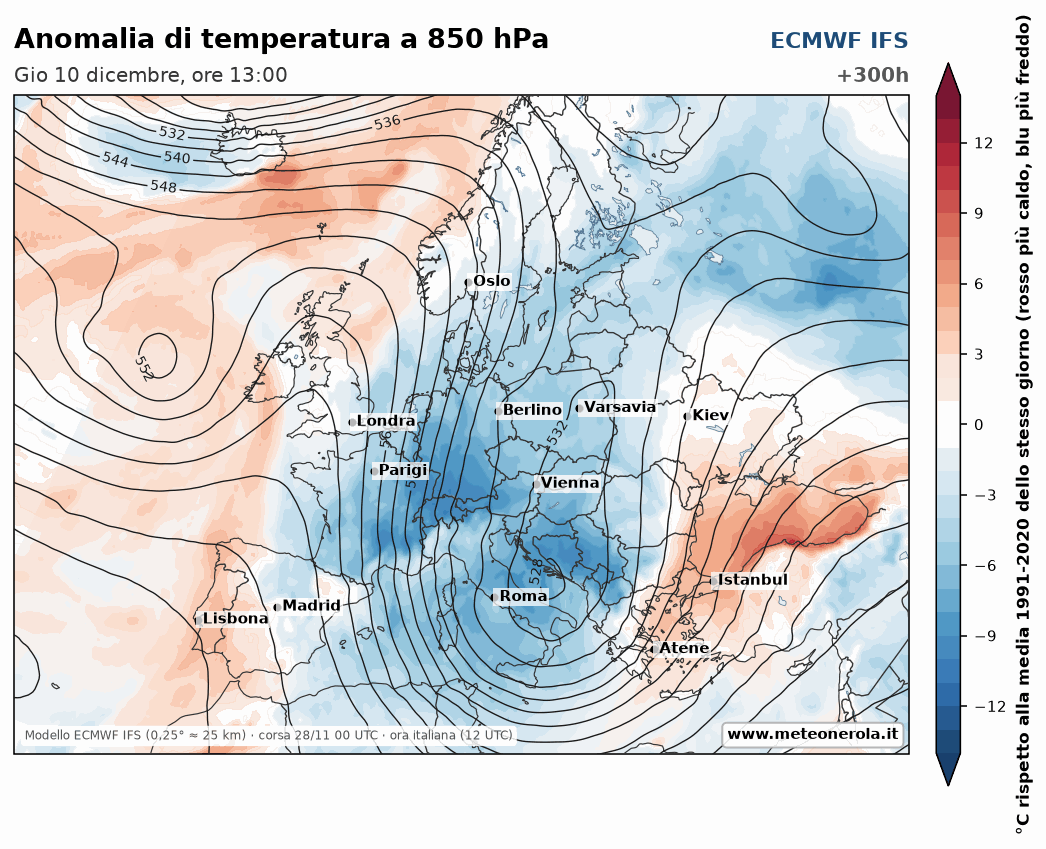 Anomalia di temperatura a 850 hPa
ECMWF IFS
Gio 10 dicembre, ore 13:00
+300h
532
536
544
540
548
552
Oslo
Londra
Berlino
Varsavia
Kiev
532
Parigi
Vienna
528
Roma
Istanbul
Madrid
Lisbona
Atene
Modello ECMWF IFS (0,25° ≈ 25 km) · corsa 28/11 00 UTC · ora italiana (12 UTC)
www.meteonerola.it
12
9
6
3
0
−3
−6
−9
−12
°C rispetto alla media 1991-2020 dello stesso giorno (rosso più caldo, blu più freddo)